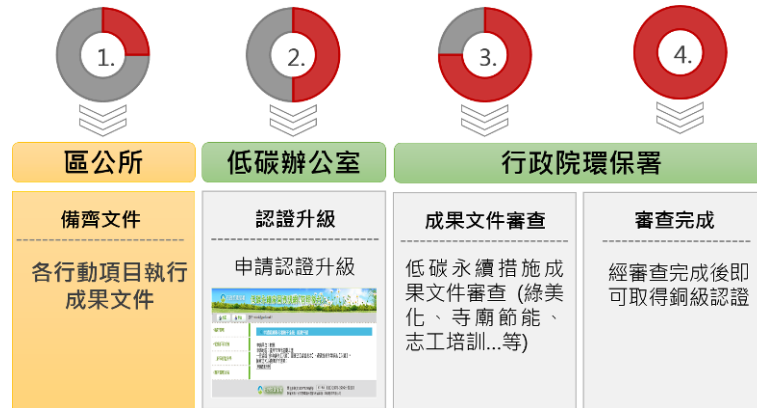 1.
2.
3.
4.
區公所
低碳辦公室
行政院環保署
備齊文件
各行動項目執行
成果文件
認證升級
申請認證升級
成果文件審查
低碳永續措施成
果文件審查 (綠美
化、寺廟節能、
志工培訓...等)
審查完成
經審查完成後即
可取得銅級認證